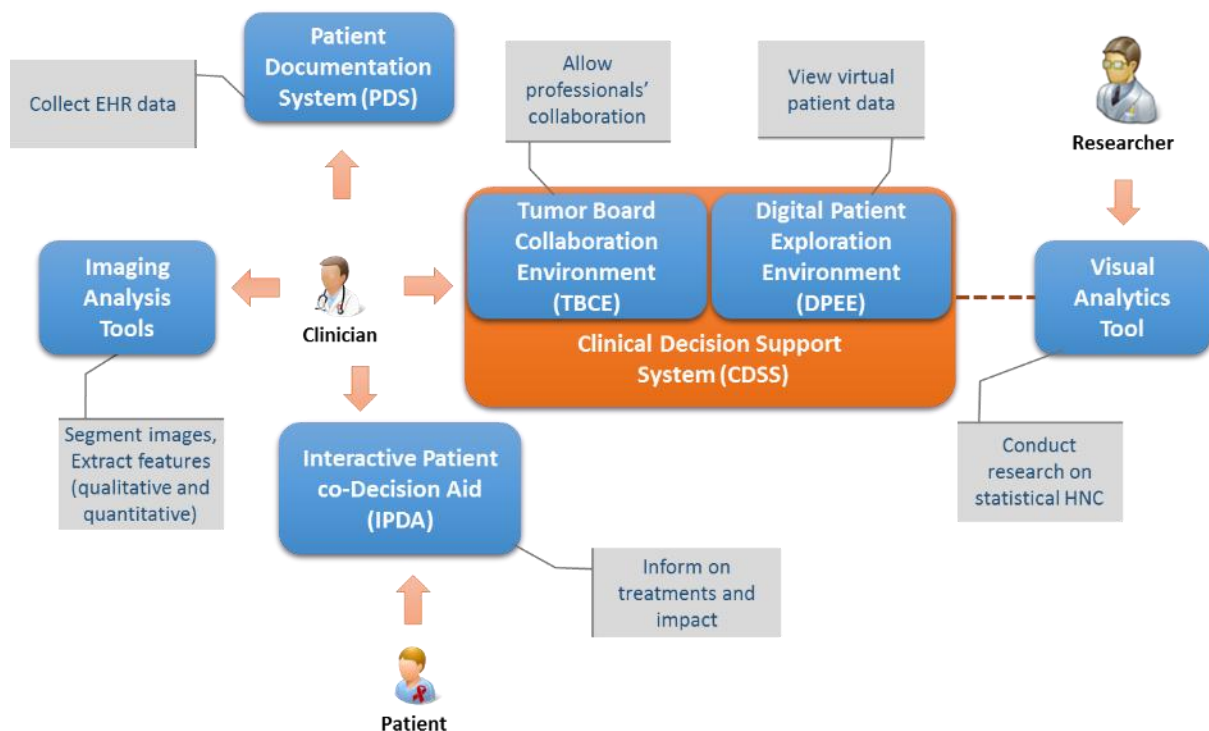 Patient
Documentation
System (PDS)
Collect EHR data
Allow
professionals’
collaboration
View virtual
patient data
Researcher
Tumor Board
Collaboration
Environment
(TBCE)
Digital Patient
Exploration
Environment
(DPEE)
Clinical Decision Support
System (CDSS)
Imaging
Analysis
Tools
Clinician
Visual
Analytics
Tool
Segment images,
Extract features
(qualitative and
quantitative)
Interactive Patient
co-Decision Aid
(IPDA)
Conduct
research on
statistical HNC
Inform on
treatments and
impact
Patient